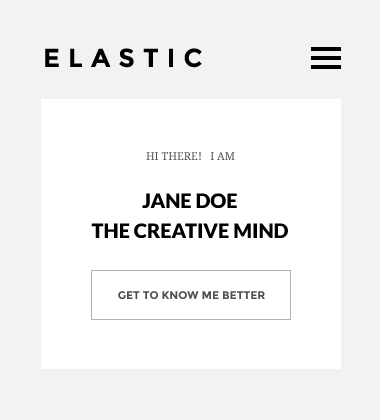 ELASTIC
HI THERE! I AM
JANE DOE
THE CREATIVE MIND
GET TO KNOW ME BETTER